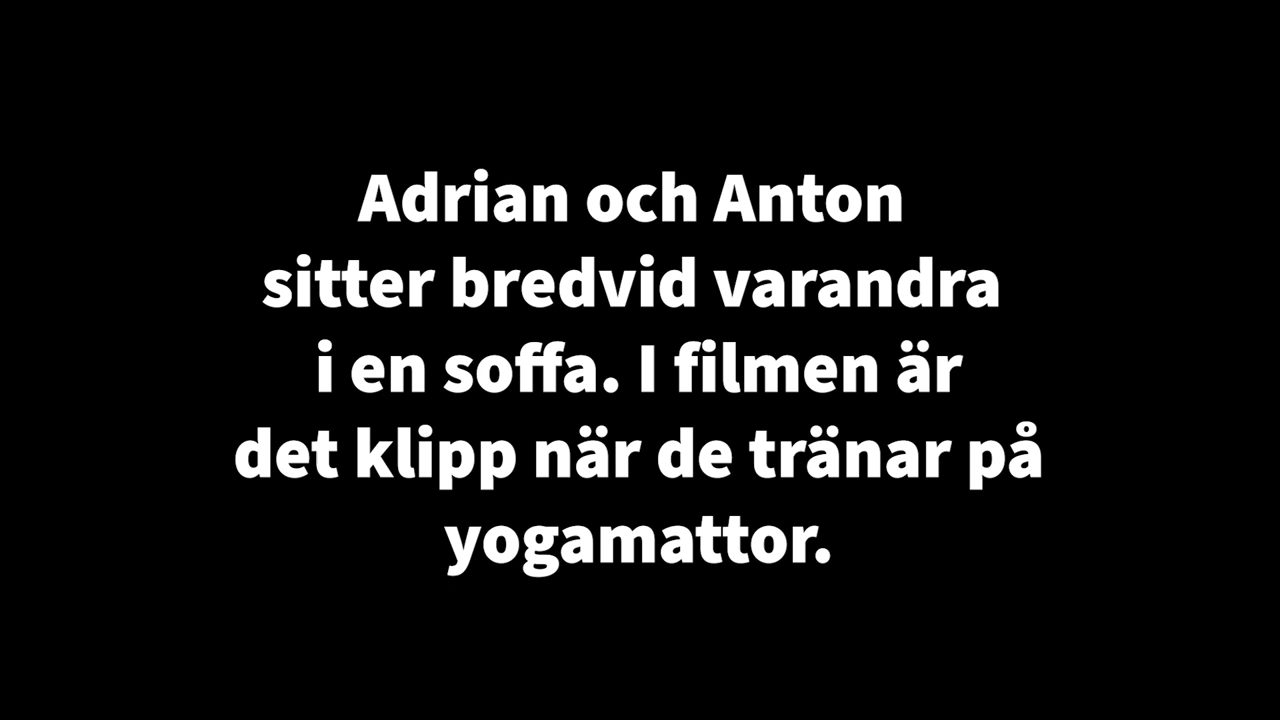 Adrian och Anton
sitter bredvid varandra
i en soffa. I filmen är
det klipp när de tränar på
yogamattor.